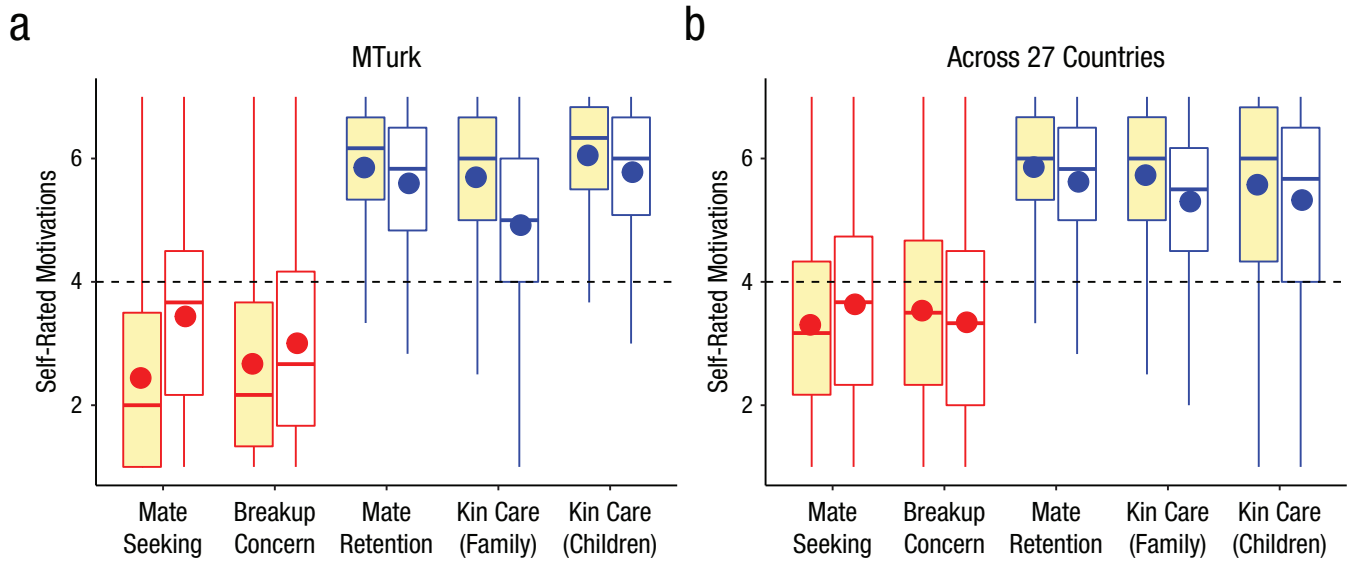 a
MTurk
Self-Rated Motivations
6
4
2
Mate
Seeking
Breakup
Concern
Mate
Retention
Kin Care
(Family)
Kin Care
(Children)
b
Across 27 Countries
Self-Rated Motivations
6
4
2
Mate
Seeking
Breakup
Concern
Mate
Retention
Kin Care
(Family)
Kin Care
(Children)